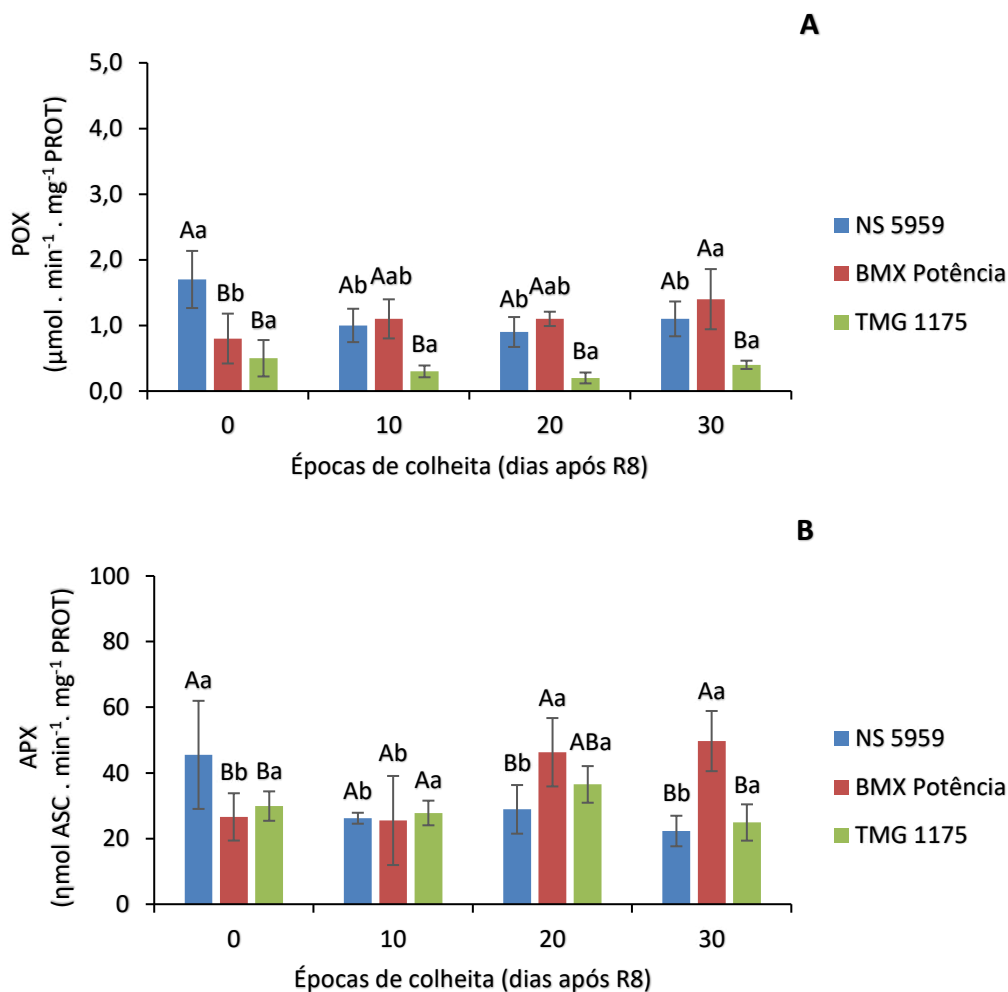 A
5,0
4,0
3,0
2,0
1,0
0,0
POX
(µmol . min⁻¹ . mg⁻¹ PROT)
Aa Bb Ba
Ab Aab Ba
Ab Aab Ba
Ab Aa Ba
0 10 20 30
Épocas de colheita (dias após R8)
NS 5959
BMX Potência
TMG 1175
B
100
80
60
40
20
0
APX
(ηmol ASC . min⁻¹. mg⁻¹ PROT)
Aa Bb Ba
Ab Ab Aa
Bb Aa ABa
Bb Aa Ba
0 10 20 30
Épocas de colheita (dias após R8)
NS 5959
BMX Potência
TMG 1175